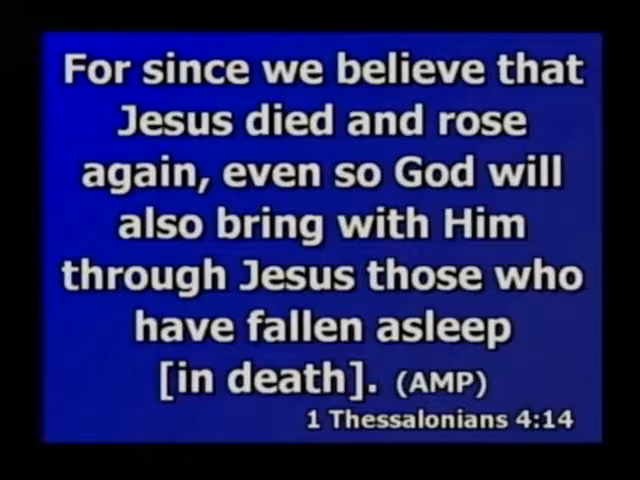 For since we believe that
Jesus died and rose
again, even so God will
also bring with Him
through Jesus those who
have fallen asleep
[in death]. (AMP)
1 Thessalonians 4:14